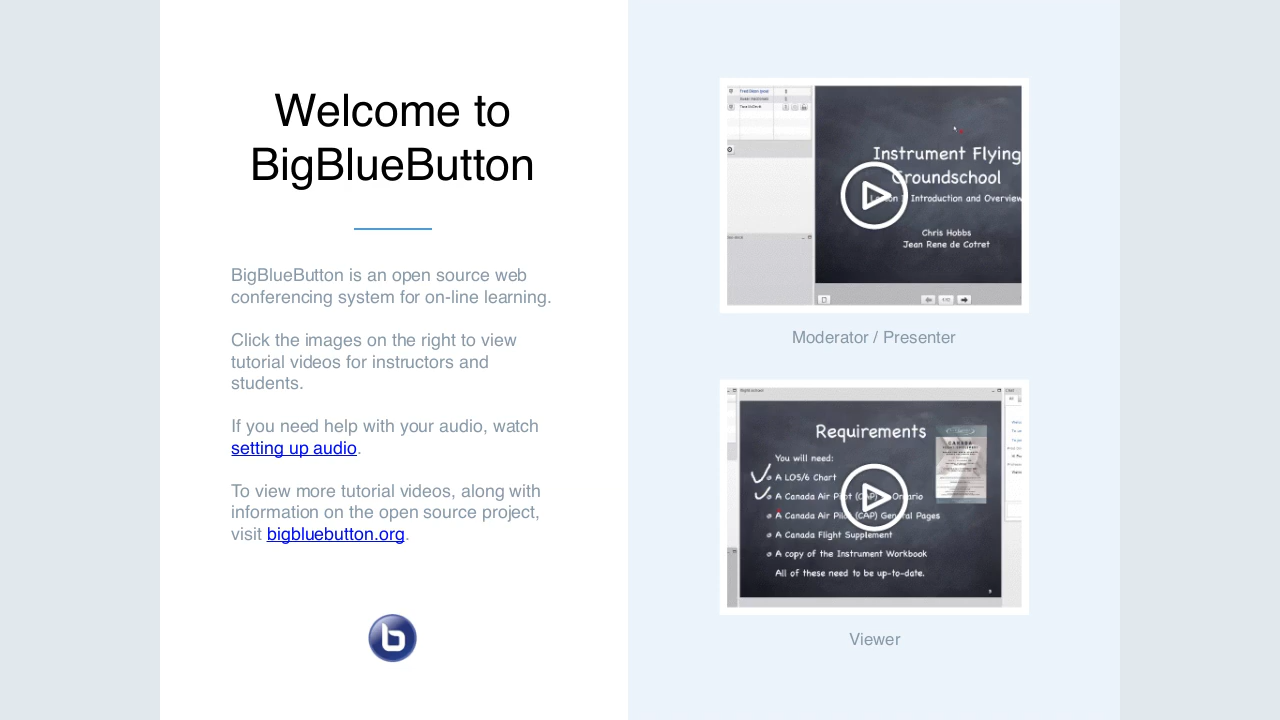 Welcome to
BigBlueButton
BigBlueButton is an open source web
conferencing system for on-line learning.
Click the images on the right to view
tutorial videos for instructors and
students.
If you need help with your audio, watch
setting up audio.
To view more tutorial videos, along with
information on the open source project,
visit bigbluebutton.org.
Instrument Flying
Groundschool
Introduction and Overview
Chris Hobbs
Jean Rene de Cotret
Moderator / Presenter
Requirements
You will need:
A LO5/6 Chart
A Canada Air Pilot (CAP) Ontario
A Canada Air Pilot (CAP) General Pages
A Canada Flight Supplement
A copy of the Instrument Workbook
All of these need to be up-to-date.
Viewer